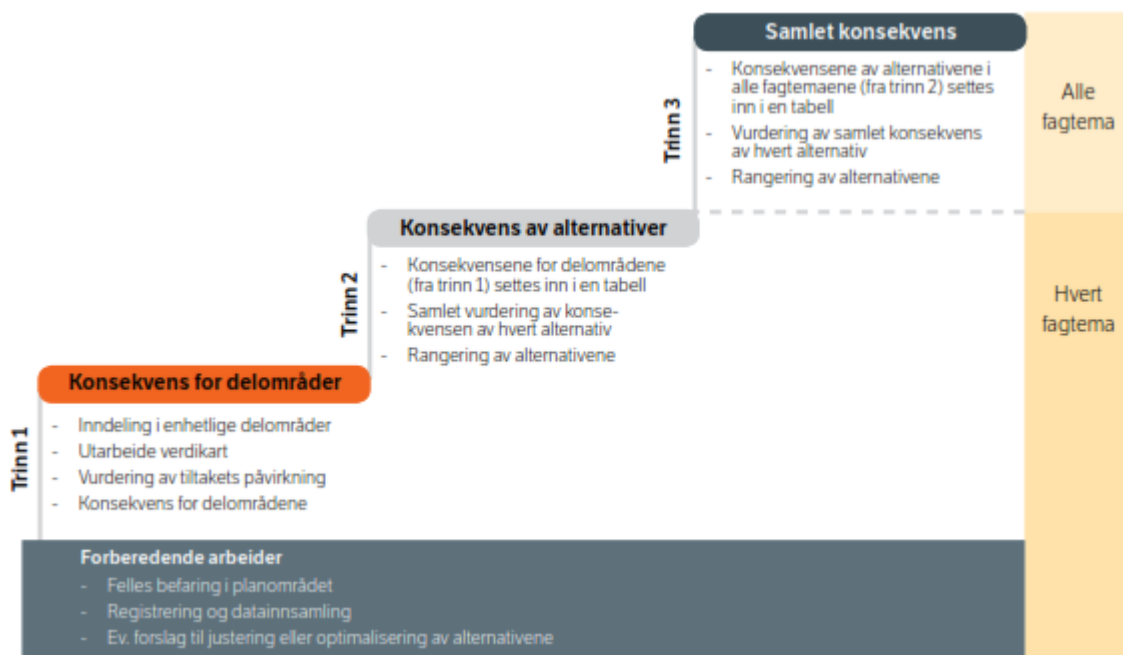 Samlet konsekvens
- Konsekvensene av alternativene i
alle fagtemaene (fra trinn 2) settes
inn i en tabell
- Vurdering av samlet konsekvens
av hvert alternativ
- Rangering av alternativene
Trinn 3
Alle
fagtema
Konsekvens av alternativer
- Konsekvensene for delområdene
(fra trinn 1) settes inn i en tabell
- Samlet vurdering av konse-
kvensen av hvert alternativ
- Rangering av alternativene
Trinn 2
Hvert
fagtema
Konsekvens for delområder
- Inndeling i enhetlige delområder
- Utarbeide verdikart
- Vurdering av tiltakets påvirkning
- Konsekvens for delområdene
Trinn 1
Forberedende arbeider
- Felles befaring i planområdet
- Registrering og datainnsamling
- Ev. forslag til justering eller optimalisering av alternativene